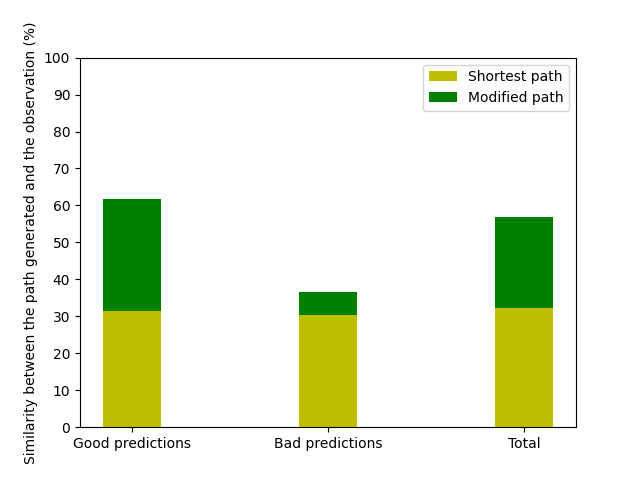 Similarity between the path generated and the observation (%)
100
90
80
70
60
50
40
30
20
10
0
Shortest path
Modified path
Good predictions
Bad predictions
Total